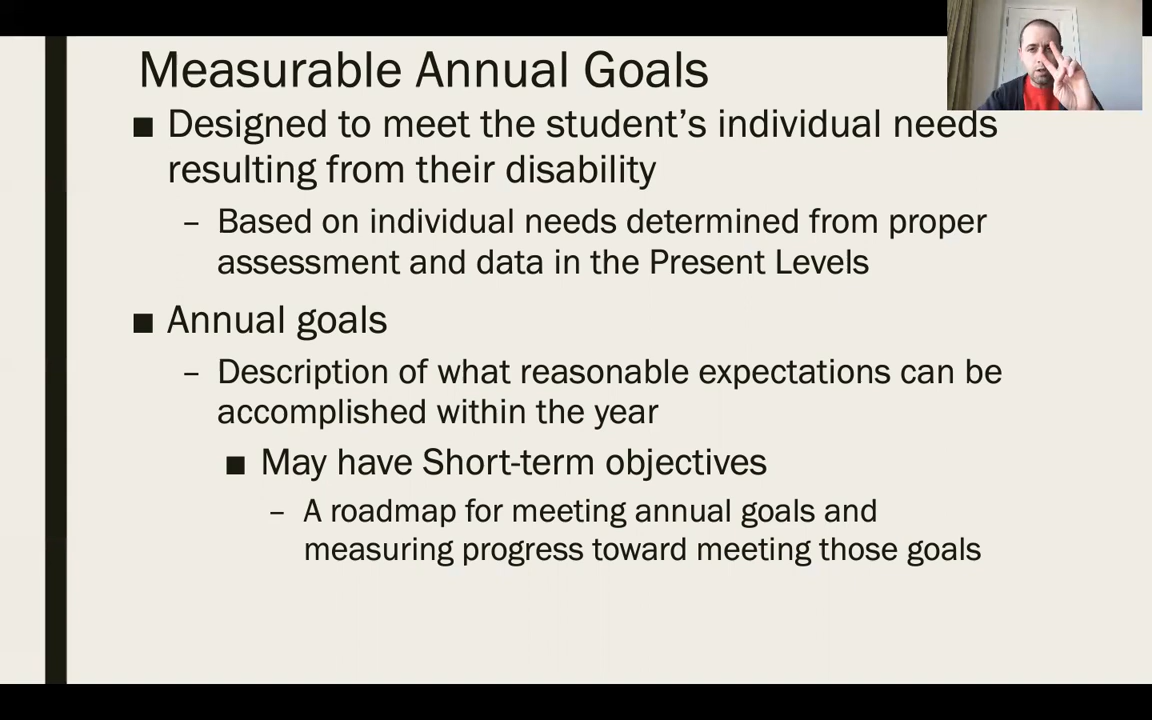 Measurable Annual Goals
■ Designed to meet the student’s individual needs
resulting from their disability
– Based on individual needs determined from proper
assessment and data in the Present Levels
■ Annual goals
– Description of what reasonable expectations can be
accomplished within the year
■ May have Short-term objectives
– A roadmap for meeting annual goals and
measuring progress toward meeting those goals